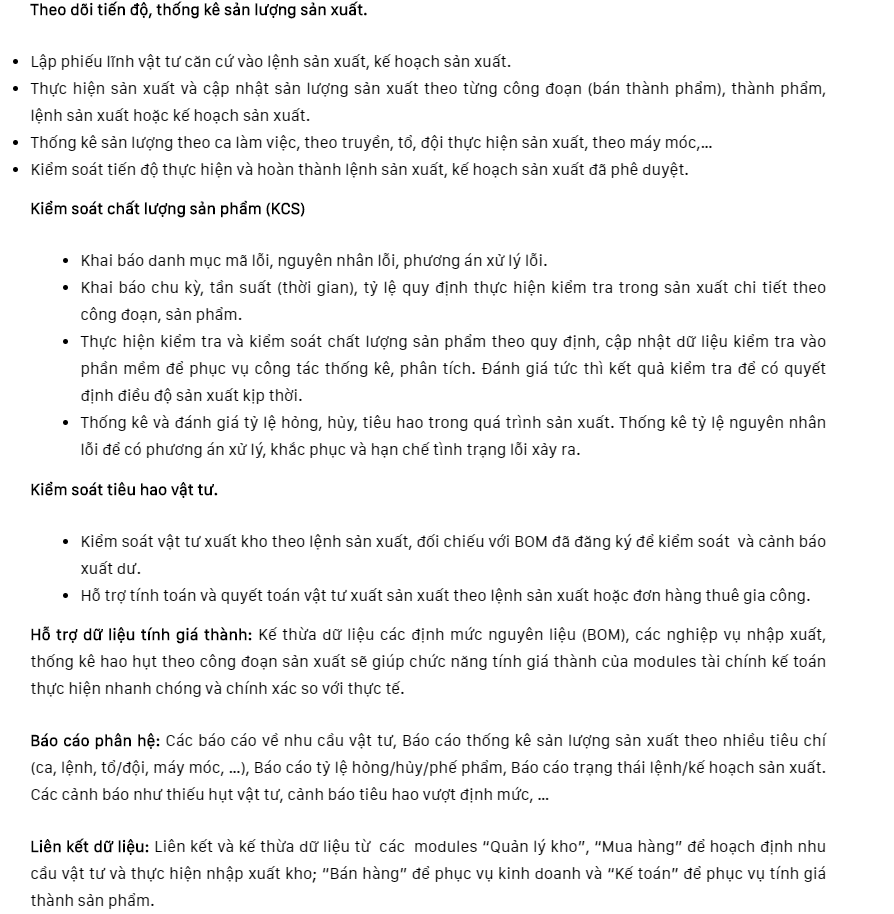 Theo dõi tiến độ, thống kê sản lượng sản xuất.
• Lập phiếu lĩnh vật tư căn cứ vào lệnh sản xuất, kế hoạch sản xuất.
• Thực hiện sản xuất và cập nhật sản lượng sản xuất theo từng công đoạn (bán thành phẩm), thành phẩm,
lệnh sản xuất hoặc kế hoạch sản xuất.
• Thống kê sản lượng theo ca làm việc, theo truyền, tổ, đội thực hiện sản xuất, theo máy móc,...
• Kiểm soát tiến độ thực hiện và hoàn thành lệnh sản xuất, kế hoạch sản xuất đã phê duyệt.
Kiểm soát chất lượng sản phẩm (KCS)
• Khai báo danh mục mã lỗi, nguyên nhân lỗi, phương án xử lý lỗi.
• Khai báo chu kỳ, tần suất (thời gian), tỷ lệ quy định thực hiện kiểm tra trong sản xuất chi tiết theo
công đoạn, sản phẩm.
• Thực hiện kiểm tra và kiểm soát chất lượng sản phẩm theo quy định, cập nhật dữ liệu kiểm tra vào
phần mềm để phục vụ công tác thống kê, phân tích. Đánh giá tức thì kết quả kiểm tra để có quyết
định điều độ sản xuất kịp thời.
• Thống kê và đánh giá tỷ lệ hỏng, hủy, tiêu hao trong quá trình sản xuất. Thống kê tỷ lệ nguyên nhân
lỗi để có phương án xử lý, khắc phục và hạn chế tình trạng lỗi xảy ra.
Kiểm soát tiêu hao vật tư.
• Kiểm soát vật tư xuất kho theo lệnh sản xuất, đối chiếu với BOM đã đăng ký để kiểm soát và cảnh báo
xuất dư.
• Hỗ trợ tính toán và quyết toán vật tư xuất sản xuất theo lệnh sản xuất hoặc đơn hàng thuê gia công.
Hỗ trợ dữ liệu tính giá thành: Kế thừa dữ liệu các định mức nguyên liệu (BOM), các nghiệp vụ nhập xuất,
thống kê hao hụt theo công đoạn sản xuất sẽ giúp chức năng tính giá thành của modules tài chính kế toán
thực hiện nhanh chóng và chính xác so với thực tế.
Báo cáo phân hệ: Các báo cáo về nhu cầu vật tư, Báo cáo thống kê sản lượng sản xuất theo nhiều tiêu chí
(ca, lệnh, tổ/đội, máy móc, ...), Báo cáo tỷ lệ hỏng/hủy/phế phẩm, Báo cáo trạng thái lệnh/kế hoạch sản xuất.
Các cảnh báo như thiếu hụt vật tư, cảnh báo tiêu hao vượt định mức, ...
Liên kết dữ liệu: Liên kết và kế thừa dữ liệu từ các modules “Quản lý kho”, “Mua hàng” để hoạch định nhu
cầu vật tư và thực hiện nhập xuất kho; “Bán hàng” để phục vụ kinh doanh và “Kế toán” để phục vụ tính giá
thành sản phẩm.